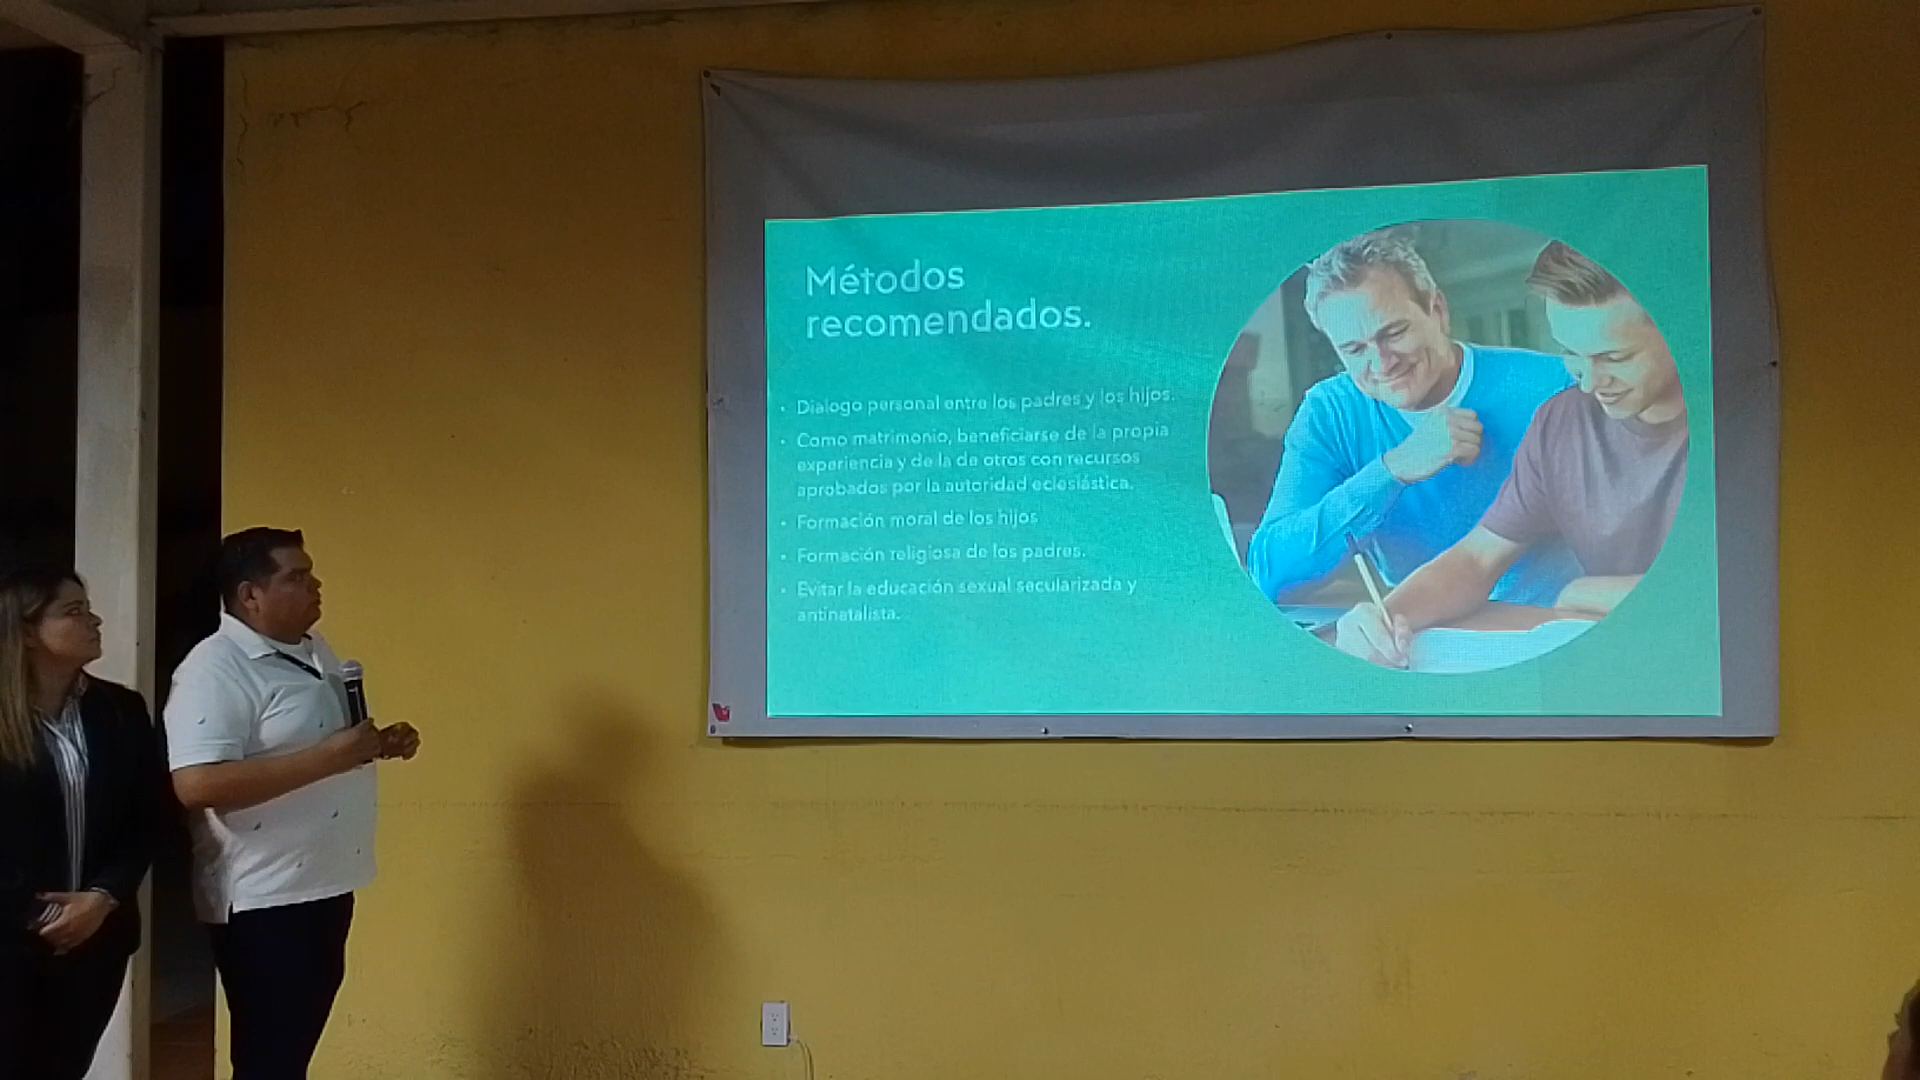 Métodos
recomendados.
• Dialogo personal entre los padres y los hijos.
• Como matrimonio, beneficiarse de la propia
experiencia y de la de otros con recursos
aprobados por la autoridad eclesiástica.
• Formación moral de los hijos
• Formación religiosa de los padres.
• Evitar la educación sexual secularizada y
antinatalista.